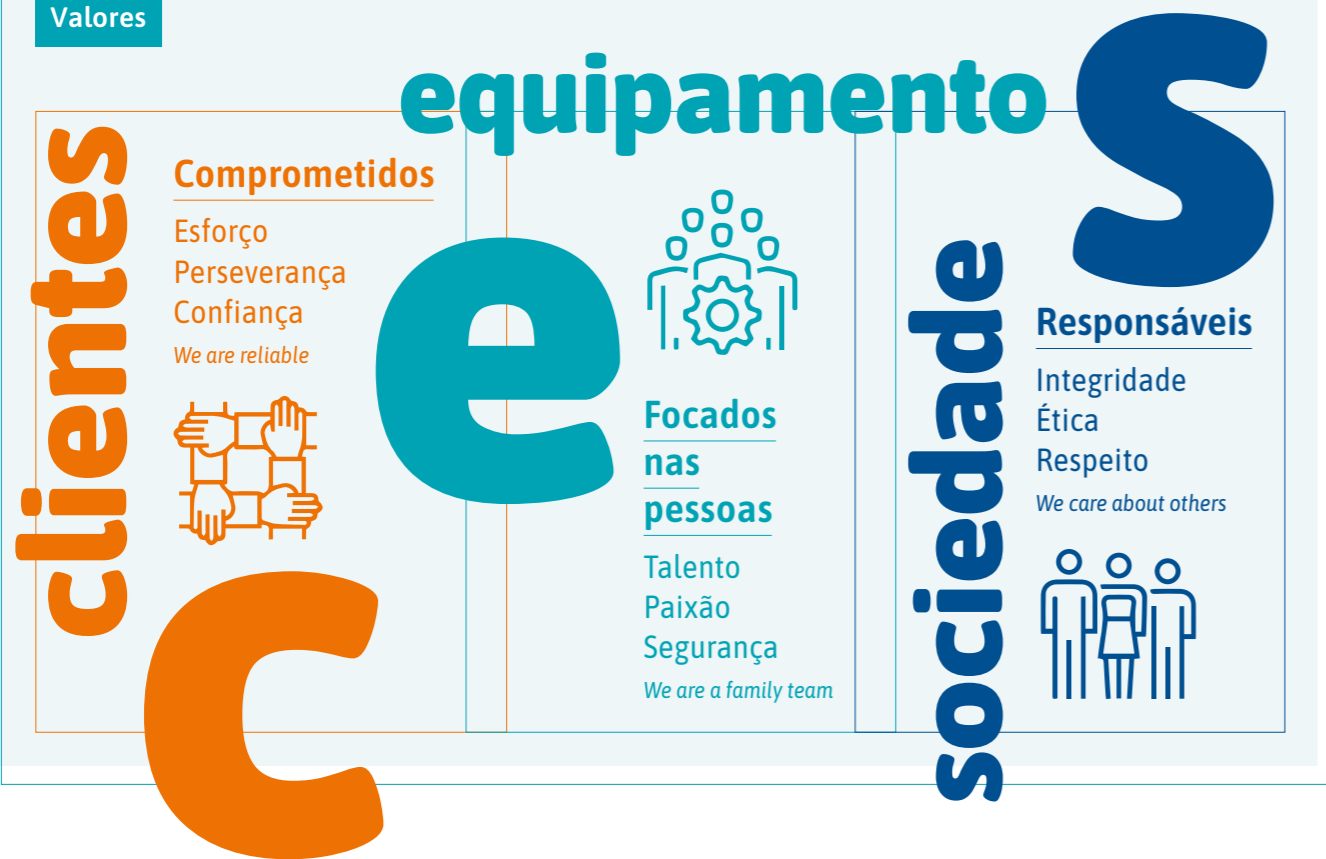 Valores
clientes
c
Comprometidos
Esforço
Perseverança
Confiança
We are reliable
equipamento
e
Focados
nas
pessoas
Talento
Paixão
Segurança
We are a family team
s
sociedade
Responsáveis
Integridade
Ética
Respeito
We care about others